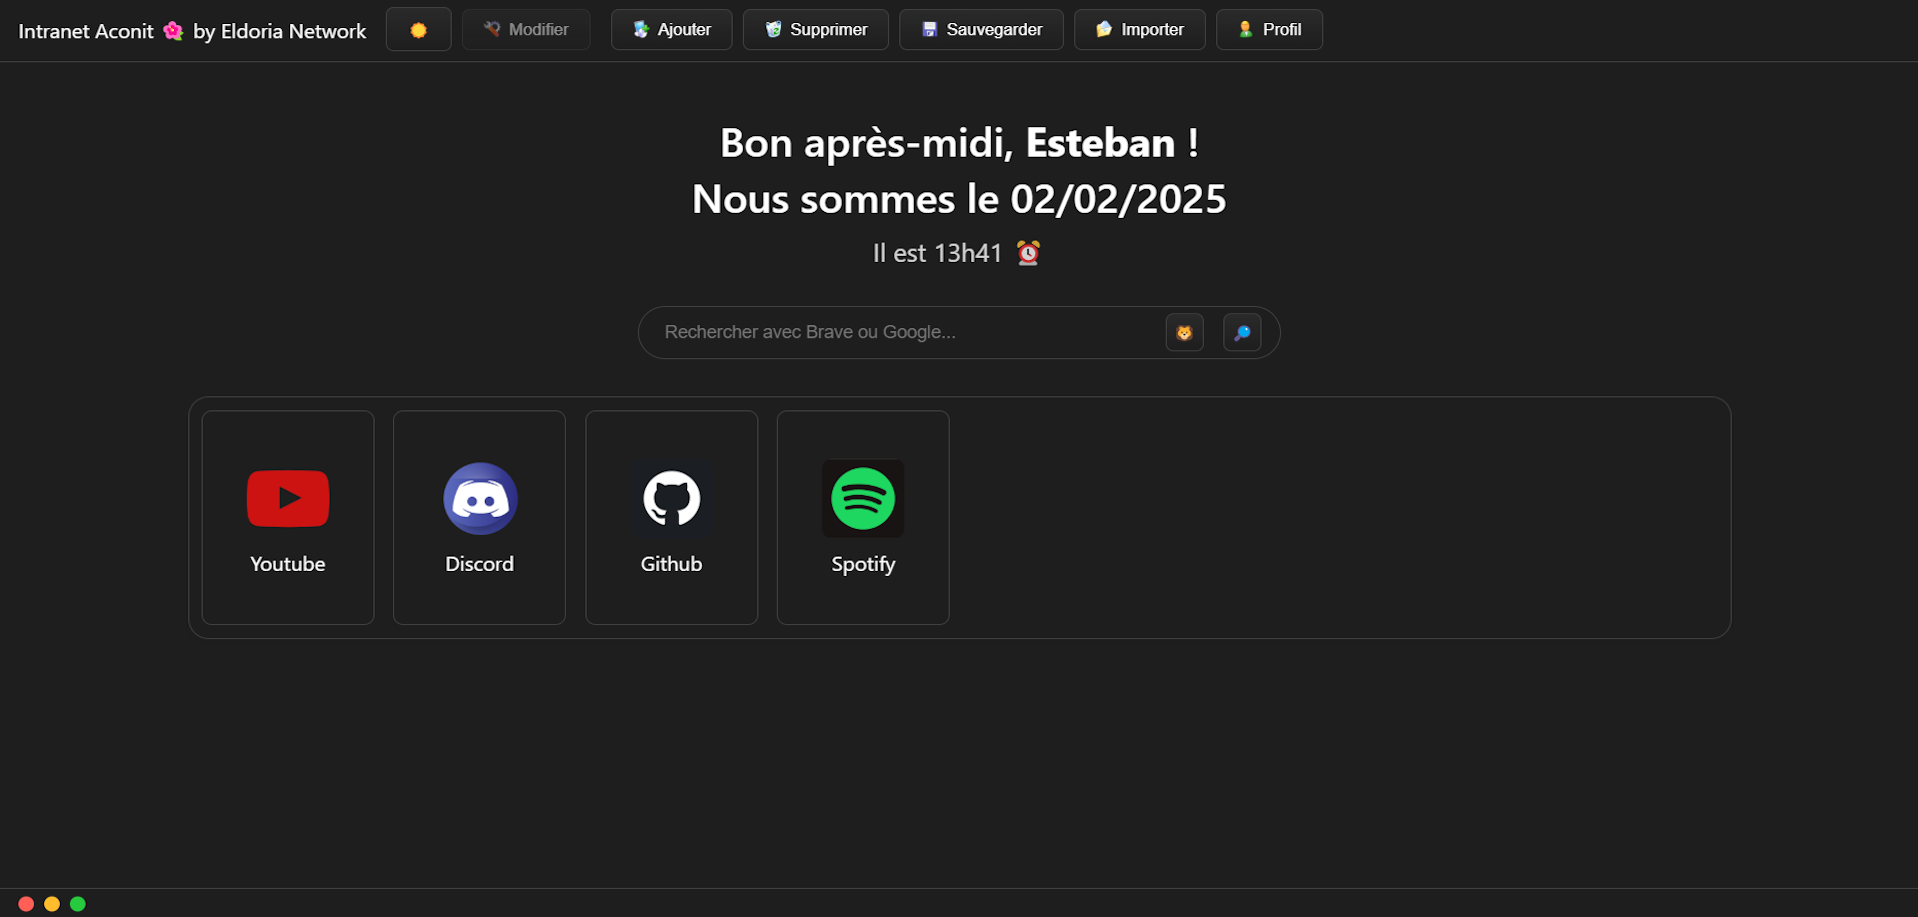 Intranet Aconit 🌺 by Eldoria Network
Modifier
Ajouter
Supprimer
Sauvegarder
Importer
Profil
Bon après-midi, Esteban !
Nous sommes le 02/02/2025
Il est 13h41 ⏰
Rechercher avec Brave ou Google...
Youtube
Discord
Github
Spotify